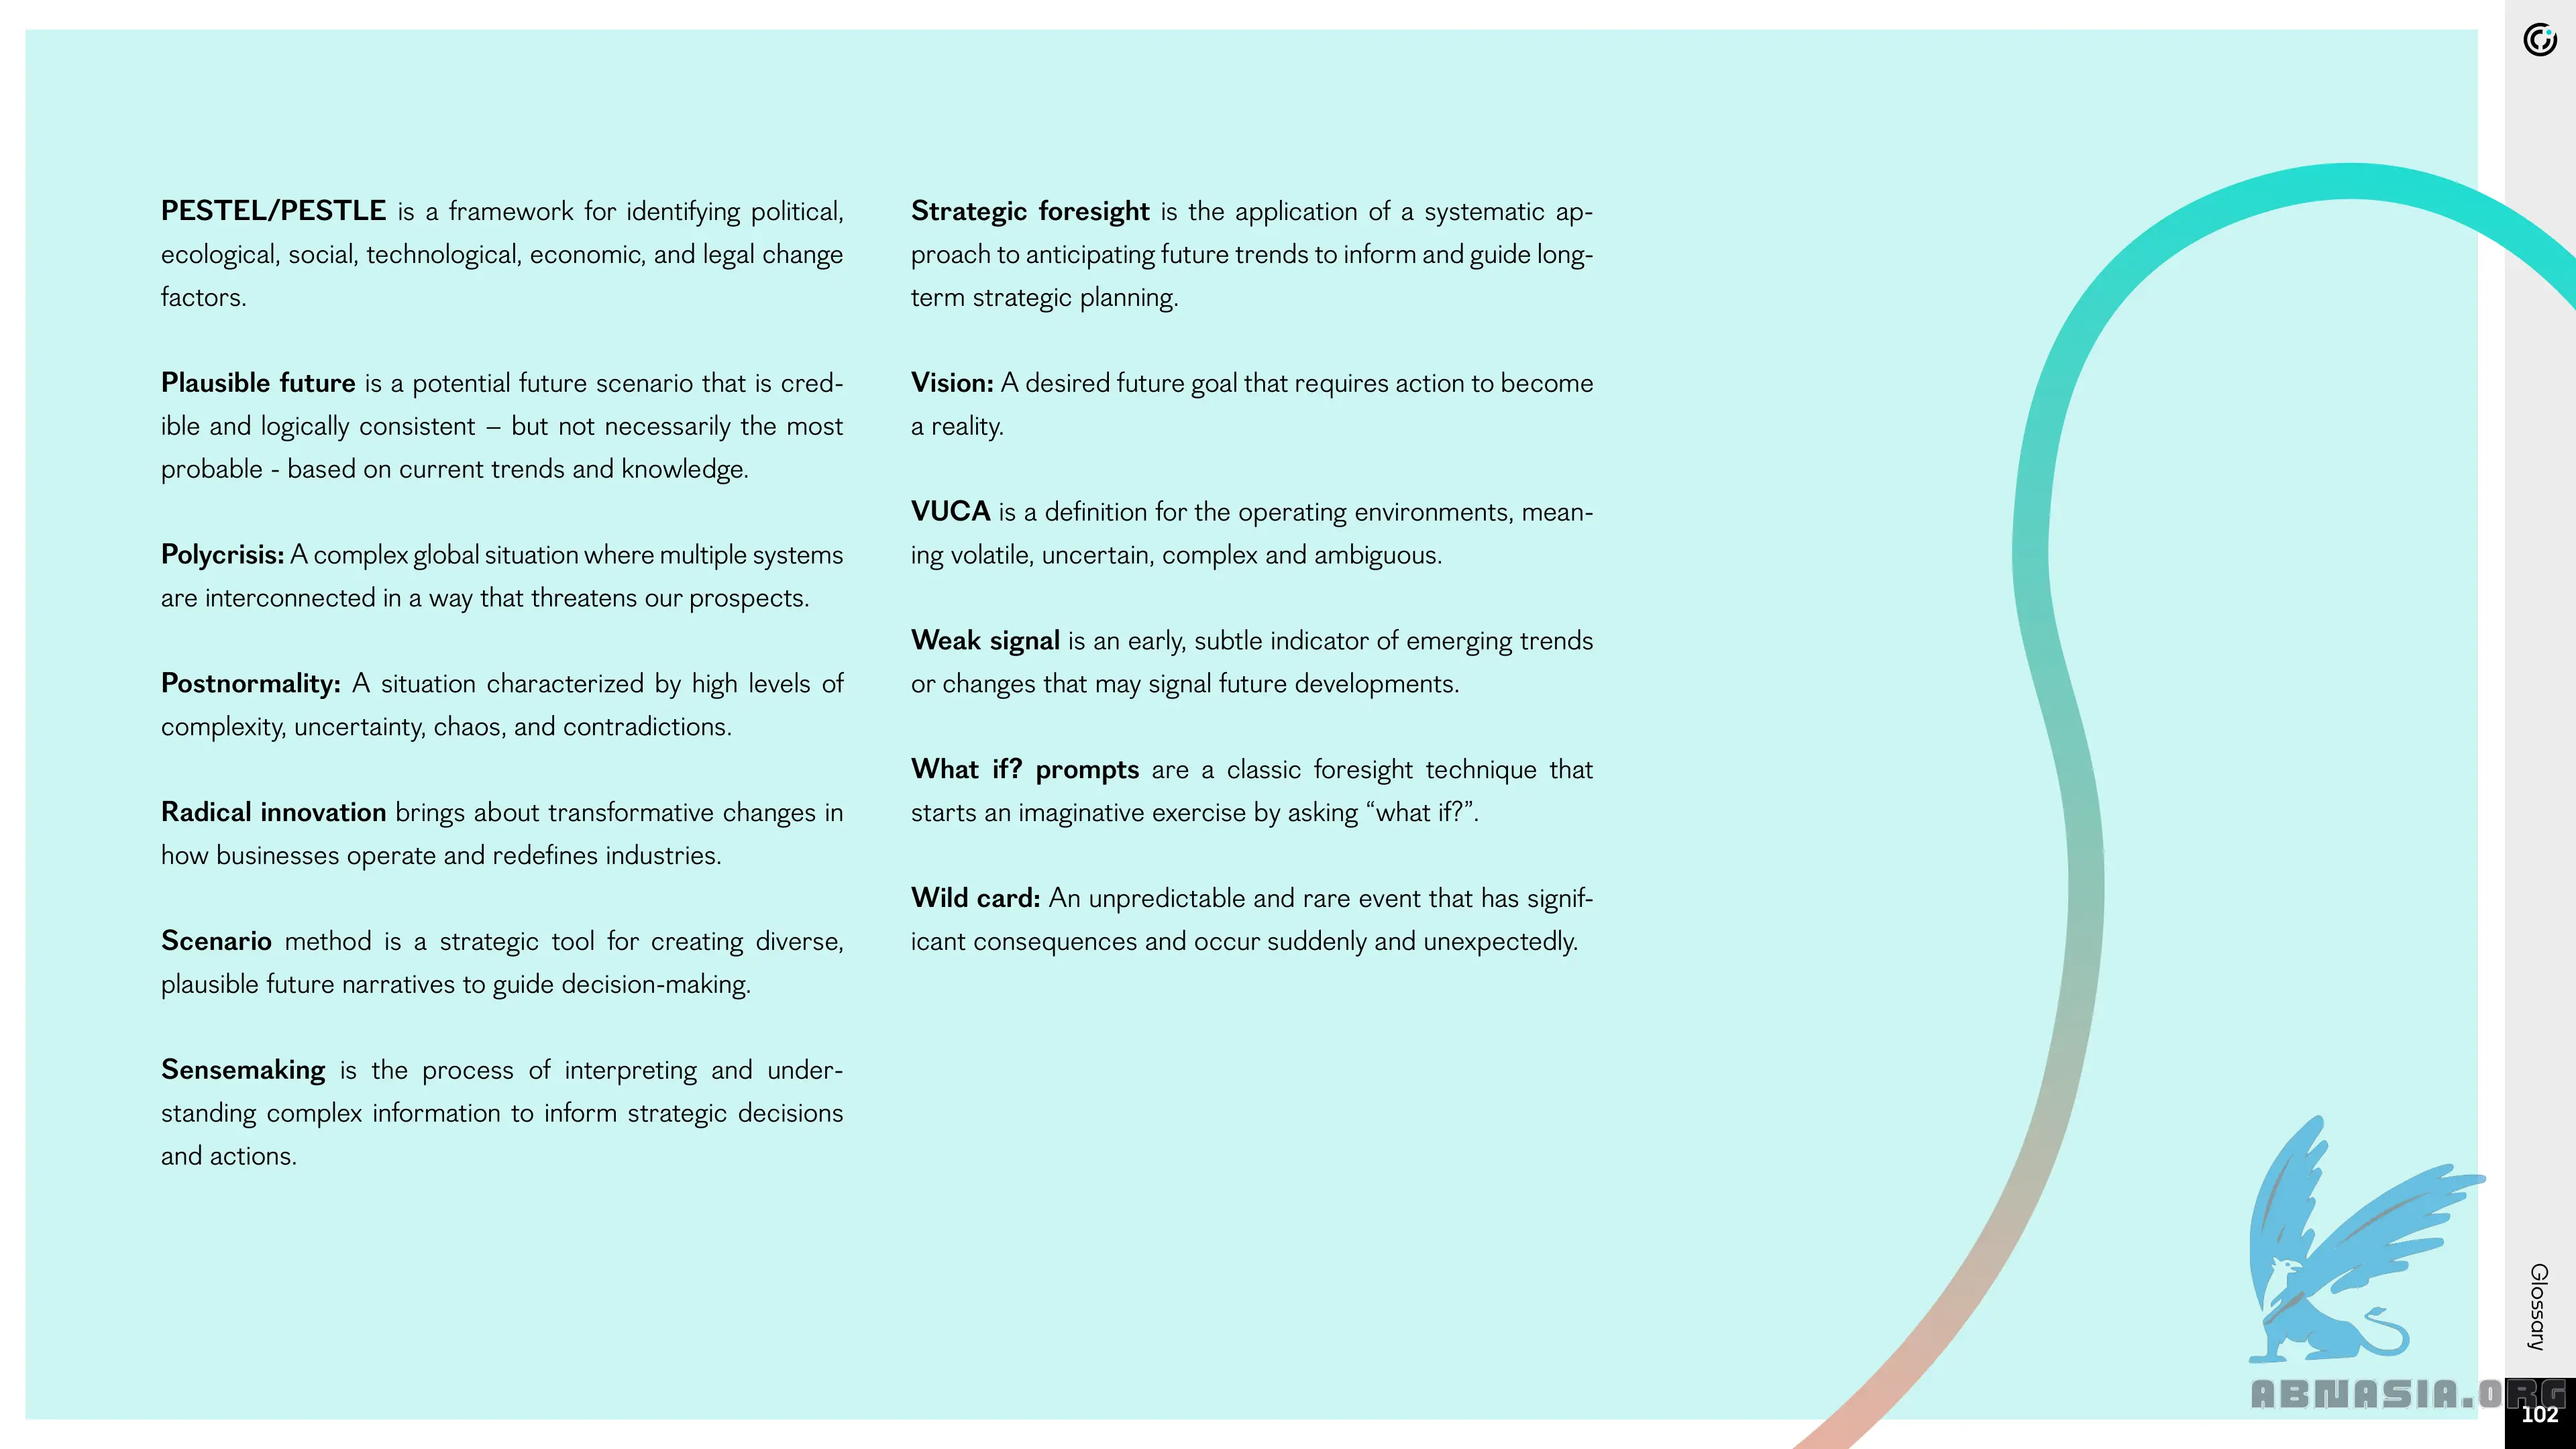 PESTEL/PESTLE is a framework for identifying political,
ecological, social, technological, economic, and legal change
factors.
Plausible future is a potential future scenario that is cred-
ible and logically consistent – but not necessarily the most
probable - based on current trends and knowledge.
Polycrisis: A complex global situation where multiple systems
are interconnected in a way that threatens our prospects.
Postnormality: A situation characterized by high levels of
complexity, uncertainty, chaos, and contradictions.
Radical innovation brings about transformative changes in
how businesses operate and redefines industries.
Scenario method is a strategic tool for creating diverse,
plausible future narratives to guide decision-making.
Sensemaking is the process of interpreting and under-
standing complex information to inform strategic decisions
and actions.
Strategic foresight is the application of a systematic ap-
proach to anticipating future trends to inform and guide long-
term strategic planning.
Vision: A desired future goal that requires action to become
a reality.
VUCA is a definition for the operating environments, mean-
ing volatile, uncertain, complex and ambiguous.
Weak signal is an early, subtle indicator of emerging trends
or changes that may signal future developments.
What if? prompts are a classic foresight technique that
starts an imaginative exercise by asking “what if?”.
Wild card: An unpredictable and rare event that has signif-
icant consequences and occur suddenly and unexpectedly.
Glossary
ABNASIA.ORG
102